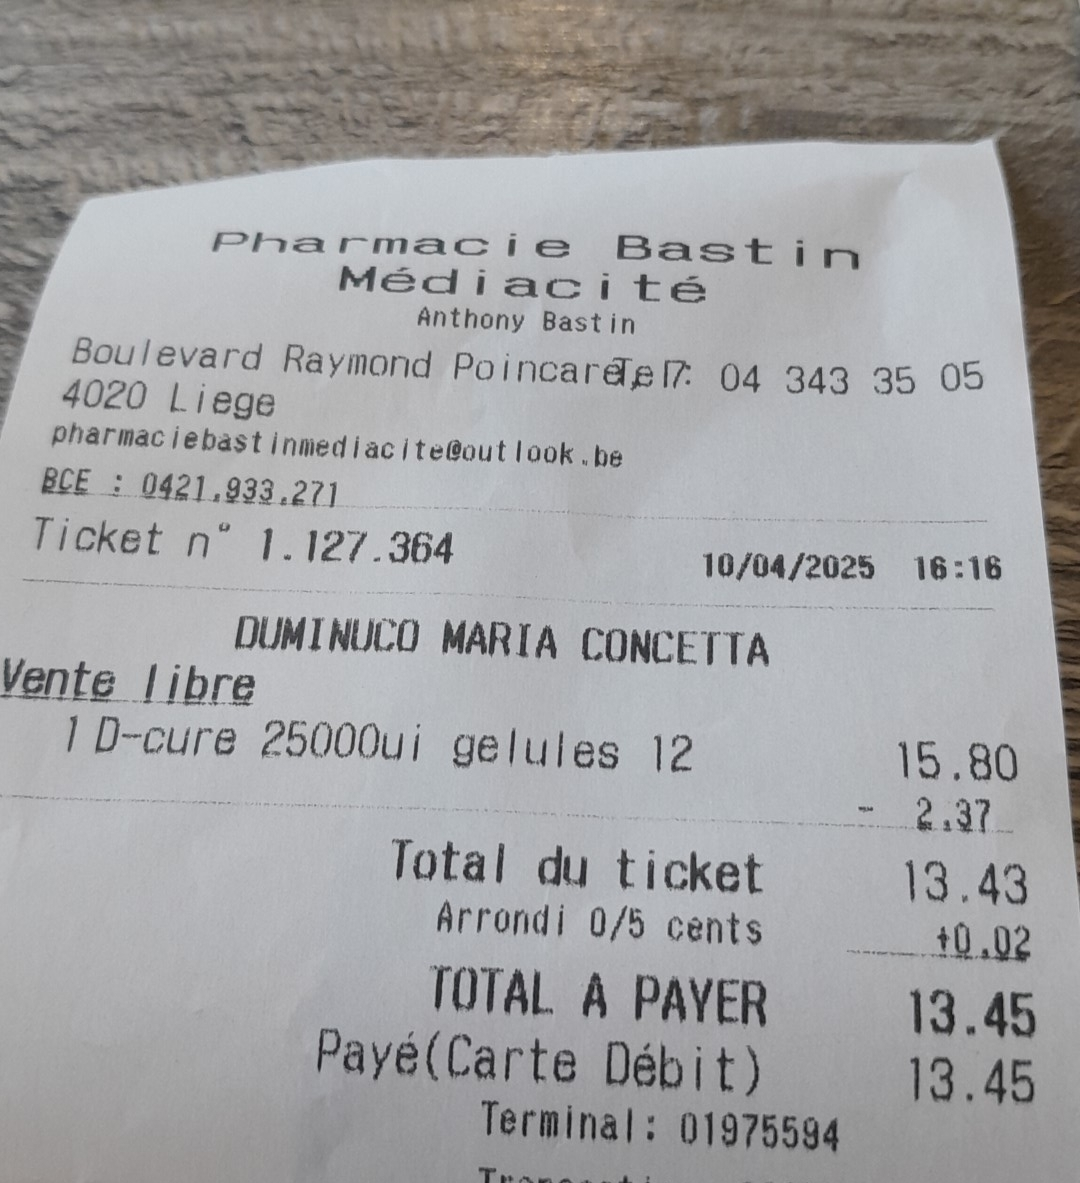 Pharmacie Bastin
Médiacité
Anthony Bastin
Boulevard Raymond Poincaré, 7 Tel: 04 343 35 05
4020 Liege
pharmaciebastinmediacite@outlook.be
BCE : 0421.933.271
Ticket n° 1.127.364 10/04/2025 16:16
DUMINUCO MARIA CONCETTA
Vente libre
1 D-cure 25000ui gelules 12 15.80
- 2.37
Total du ticket 13.43
Arrondi 0/5 cents +0.02
TOTAL A PAYER 13.45
Payé(Carte Débit) 13.45
Terminal: 01975594